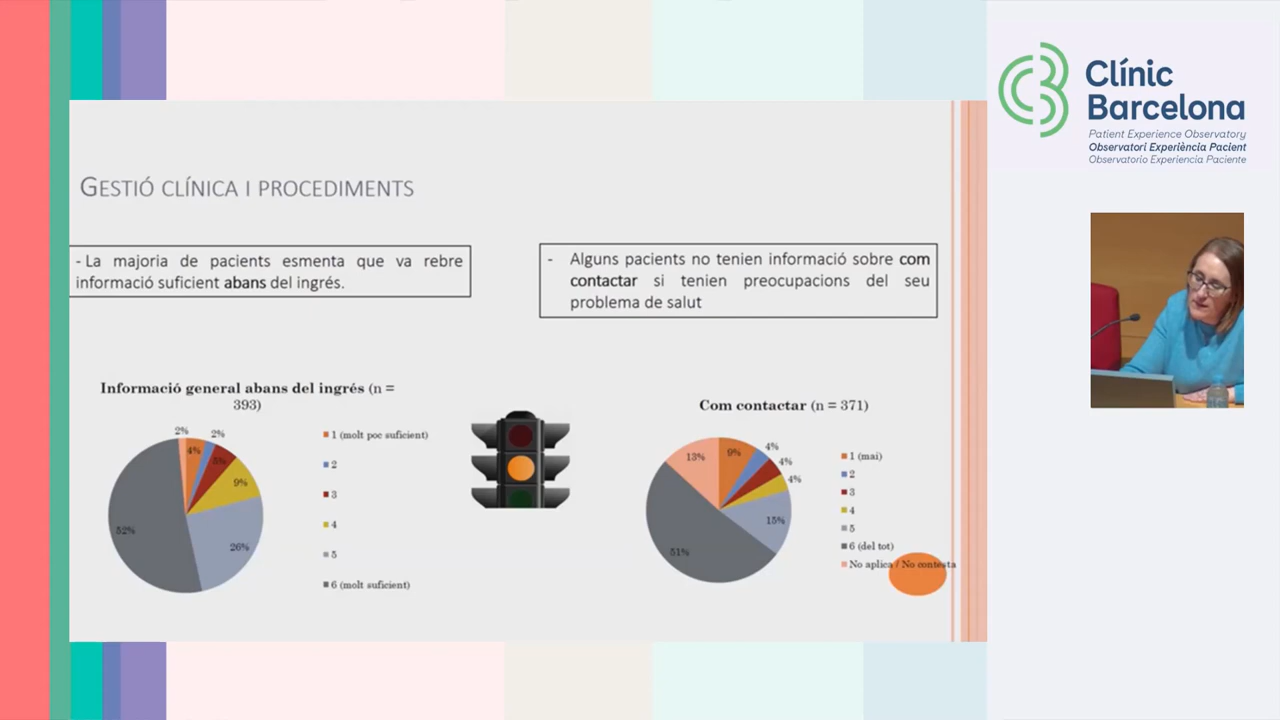 Clínic
Barcelona
Patient Experience Observatory
Observatori Experiència Pacient
Observatorio Experiencia Paciente
GESTIÓ CLÍNICA I PROCEDIMENTS
- La majoria de pacients esmenta que va rebre
informació suficient abans del ingrés.
- Alguns pacients no tenien informació sobre com
contactar si tenien preocupacions del seu
problema de salut
Informació general abans del ingrés (n =
393)
2%
4%
2%
5%
9%
26%
52%
1 (molt poc suficient)
2
3
4
5
6 (molt suficient)
Com contactar (n = 371)
13%
9%
4%
4%
4%
15%
51%
1 (mai)
2
3
4
5
6 (del tot)
No aplica / No contesta